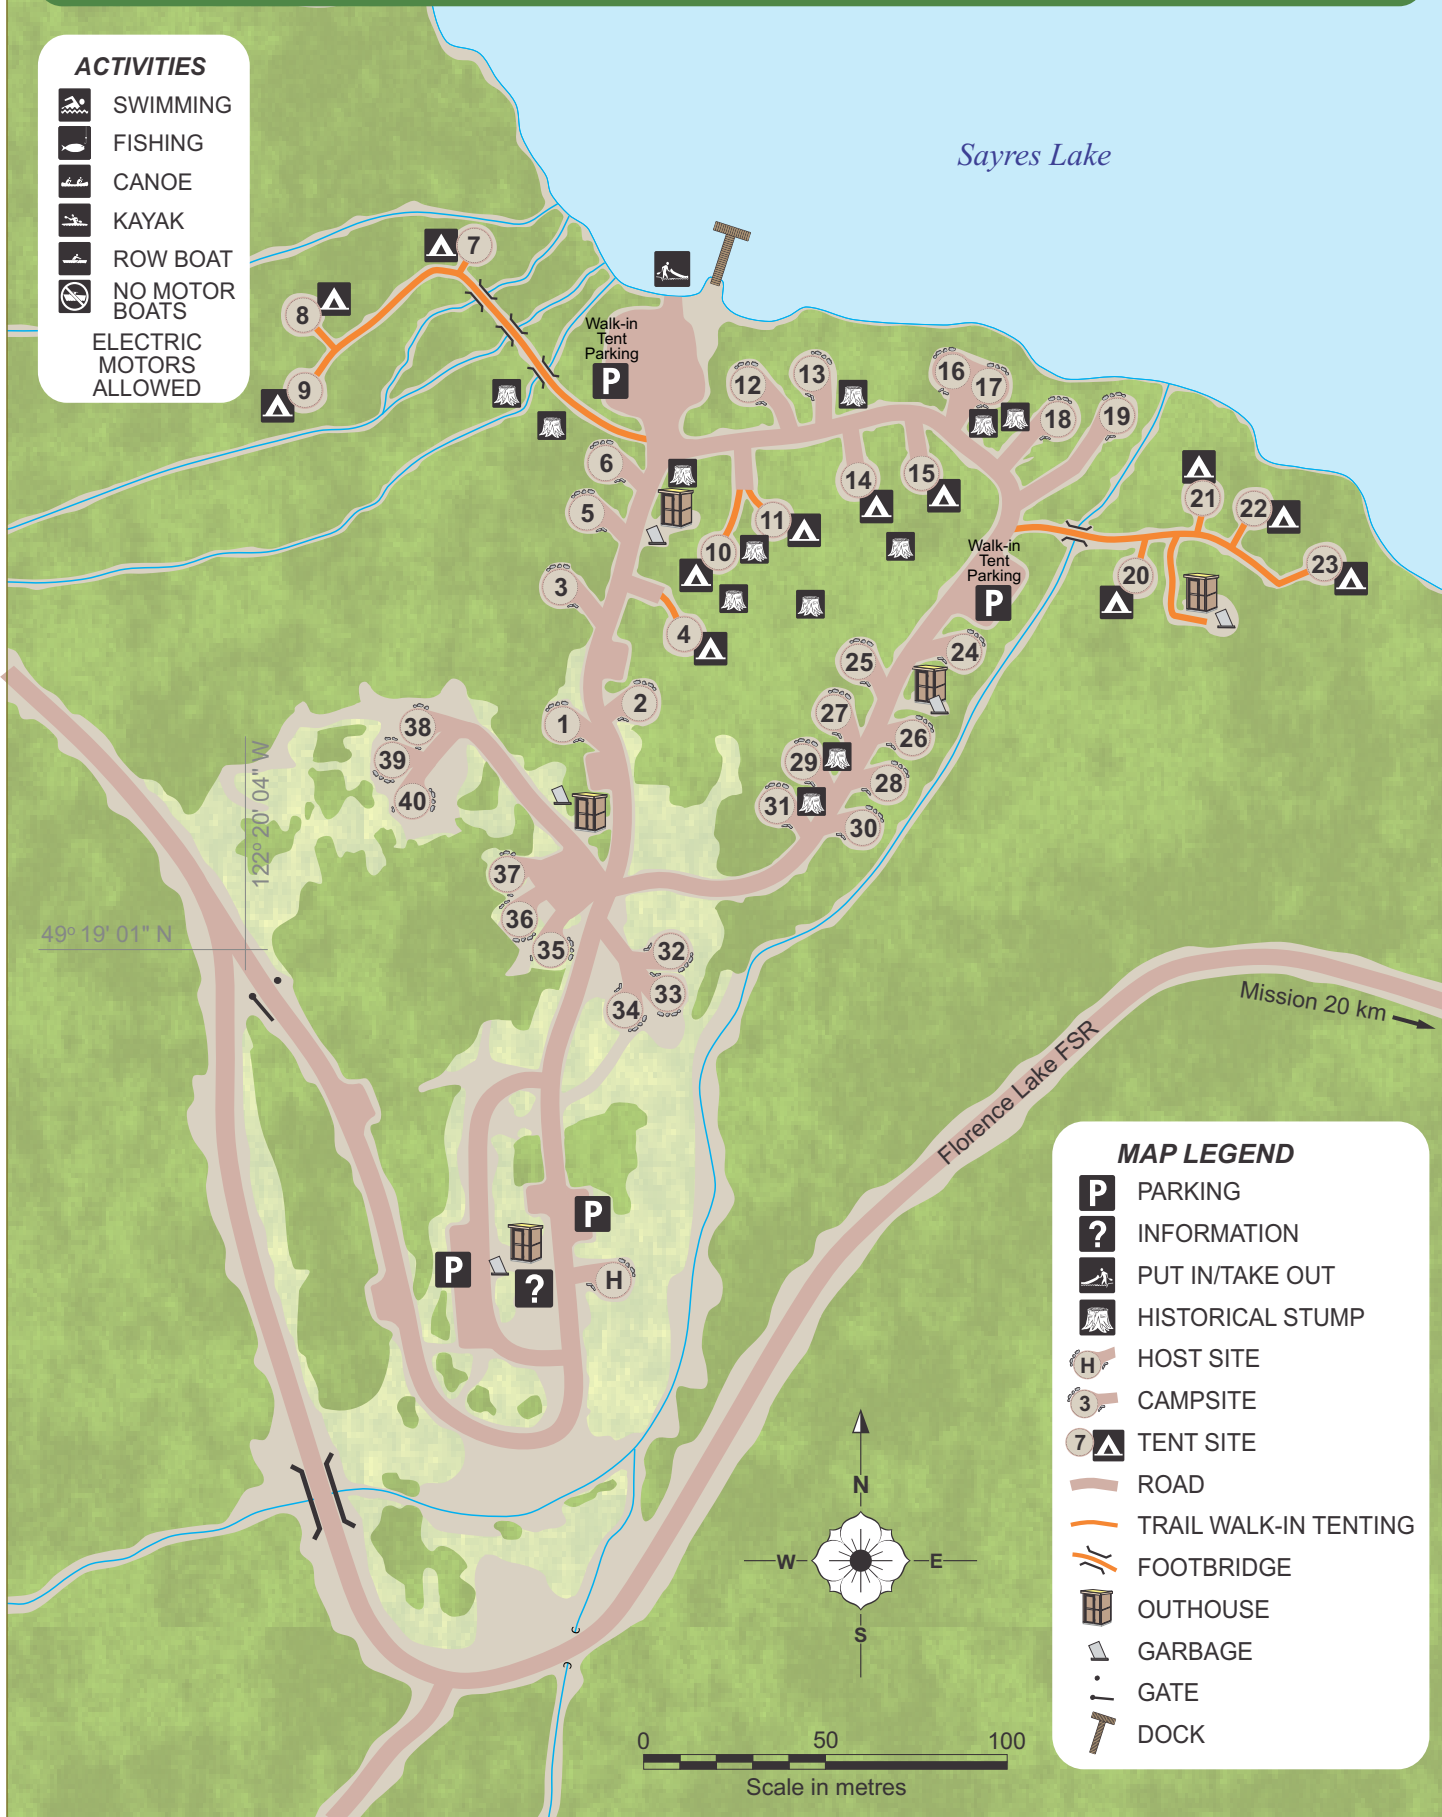 ACTIVITIES
SWIMMING
FISHING
CANOE
KAYAK
ROW BOAT
NO MOTOR
BOATS
ELECTRIC
MOTORS
ALLOWED
Sayres Lake
7
8
9
Walk-in
Tent
Parking
P
12
13
16
17
18
19
6
5
14
15
11
10
21
22
23
20
Walk-in
Tent
Parking
P
3
4
24
25
2
1
27
26
29
28
31
30
38
39
40
122º 20' 04" W
49º 19' 01" N
37
36
35
32
33
34
Mission 20 km
Florence Lake FSR
P
P
?
H
MAP LEGEND
P PARKING
? INFORMATION
PUT IN/TAKE OUT
HISTORICAL STUMP
H HOST SITE
3 CAMPSITE
7 TENT SITE
ROAD
TRAIL WALK-IN TENTING
FOOTBRIDGE
OUTHOUSE
GARBAGE
GATE
DOCK
N
W E
S
0 50 100
Scale in metres